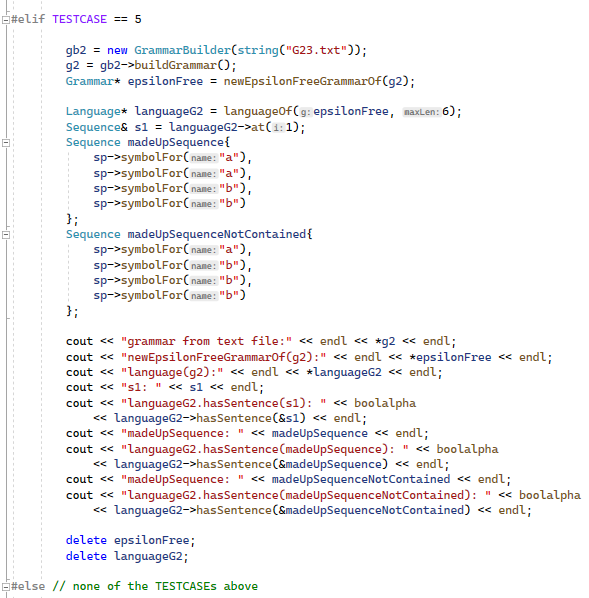 #elif TESTCASE == 5
gb2 = new GrammarBuilder(string("G23.txt"));
g2 = gb2->buildGrammar();
Grammar* epsilonFree = newEpsilonFreeGrammarOf(g2);
Language* languageG2 = languageOf(g:epsilonFree, maxLen:6);
Sequence& s1 = languageG2->at(i:1);
Sequence madeUpSequence{
sp->symbolFor(name:"a"),
sp->symbolFor(name:"a"),
sp->symbolFor(name:"b"),
sp->symbolFor(name:"b")
};
Sequence madeUpSequenceNotContained{
sp->symbolFor(name:"a"),
sp->symbolFor(name:"b"),
sp->symbolFor(name:"b"),
sp->symbolFor(name:"b")
};
cout << "grammar from text file:" << endl << *g2 << endl;
cout << "newEpsilonFreeGrammarOf(g2):" << endl << *epsilonFree << endl;
cout << "language(g2):" << endl << *languageG2 << endl;
cout << "s1: " << s1 << endl;
cout << "languageG2.hasSentence(s1): " << boolalpha
<< languageG2->hasSentence(&s1) << endl;
cout << "madeUpSequence: " << madeUpSequence << endl;
cout << "languageG2.hasSentence(madeUpSequence): " << boolalpha
<< languageG2->hasSentence(&madeUpSequence) << endl;
cout << "madeUpSequence: " << madeUpSequenceNotContained << endl;
cout << "languageG2.hasSentence(madeUpSequenceNotContained): " << boolalpha
<< languageG2->hasSentence(&madeUpSequenceNotContained) << endl;
delete epsilonFree;
delete languageG2;
#else // none of the TESTCASEs above